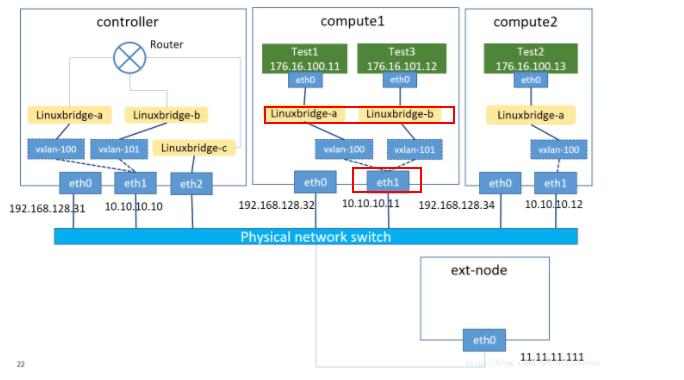 controller
compute1
compute2
Router
Test1
176.16.100.11
Test3
176.16.101.12
Test2
176.16.100.13
eth0
eth0
eth0
Linuxbridge-a
Linuxbridge-b
Linuxbridge-a
Linuxbridge-b
Linuxbridge-a
vxlan-100
vxlan-101
Linuxbridge-c
vxlan-100
vxlan-101
vxlan-100
eth0
eth1
eth2
eth0
eth1
eth0
eth1
192.168.128.31
10.10.10.10
192.168.128.32
10.10.10.11
192.168.128.34
10.10.10.12
Physical network switch
ext-node
eth0
11.11.11.111
22